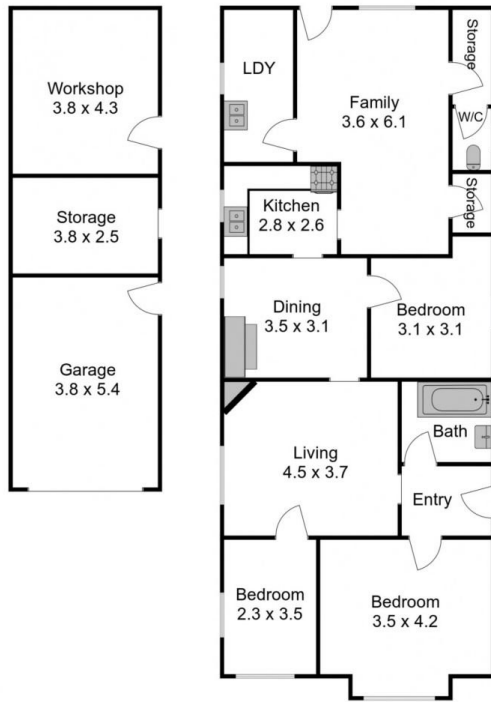 Workshop
3.8 x 4.3
Storage
3.8 x 2.5
Garage
3.8 x 5.4
LDY
Family
3.6 x 6.1
Storage
W/C
Storage
Kitchen
2.8 x 2.6
Dining
3.5 x 3.1
Bedroom
3.1 x 3.1
Living
4.5 x 3.7
Bath
Entry
Bedroom
2.3 x 3.5
Bedroom
3.5 x 4.2